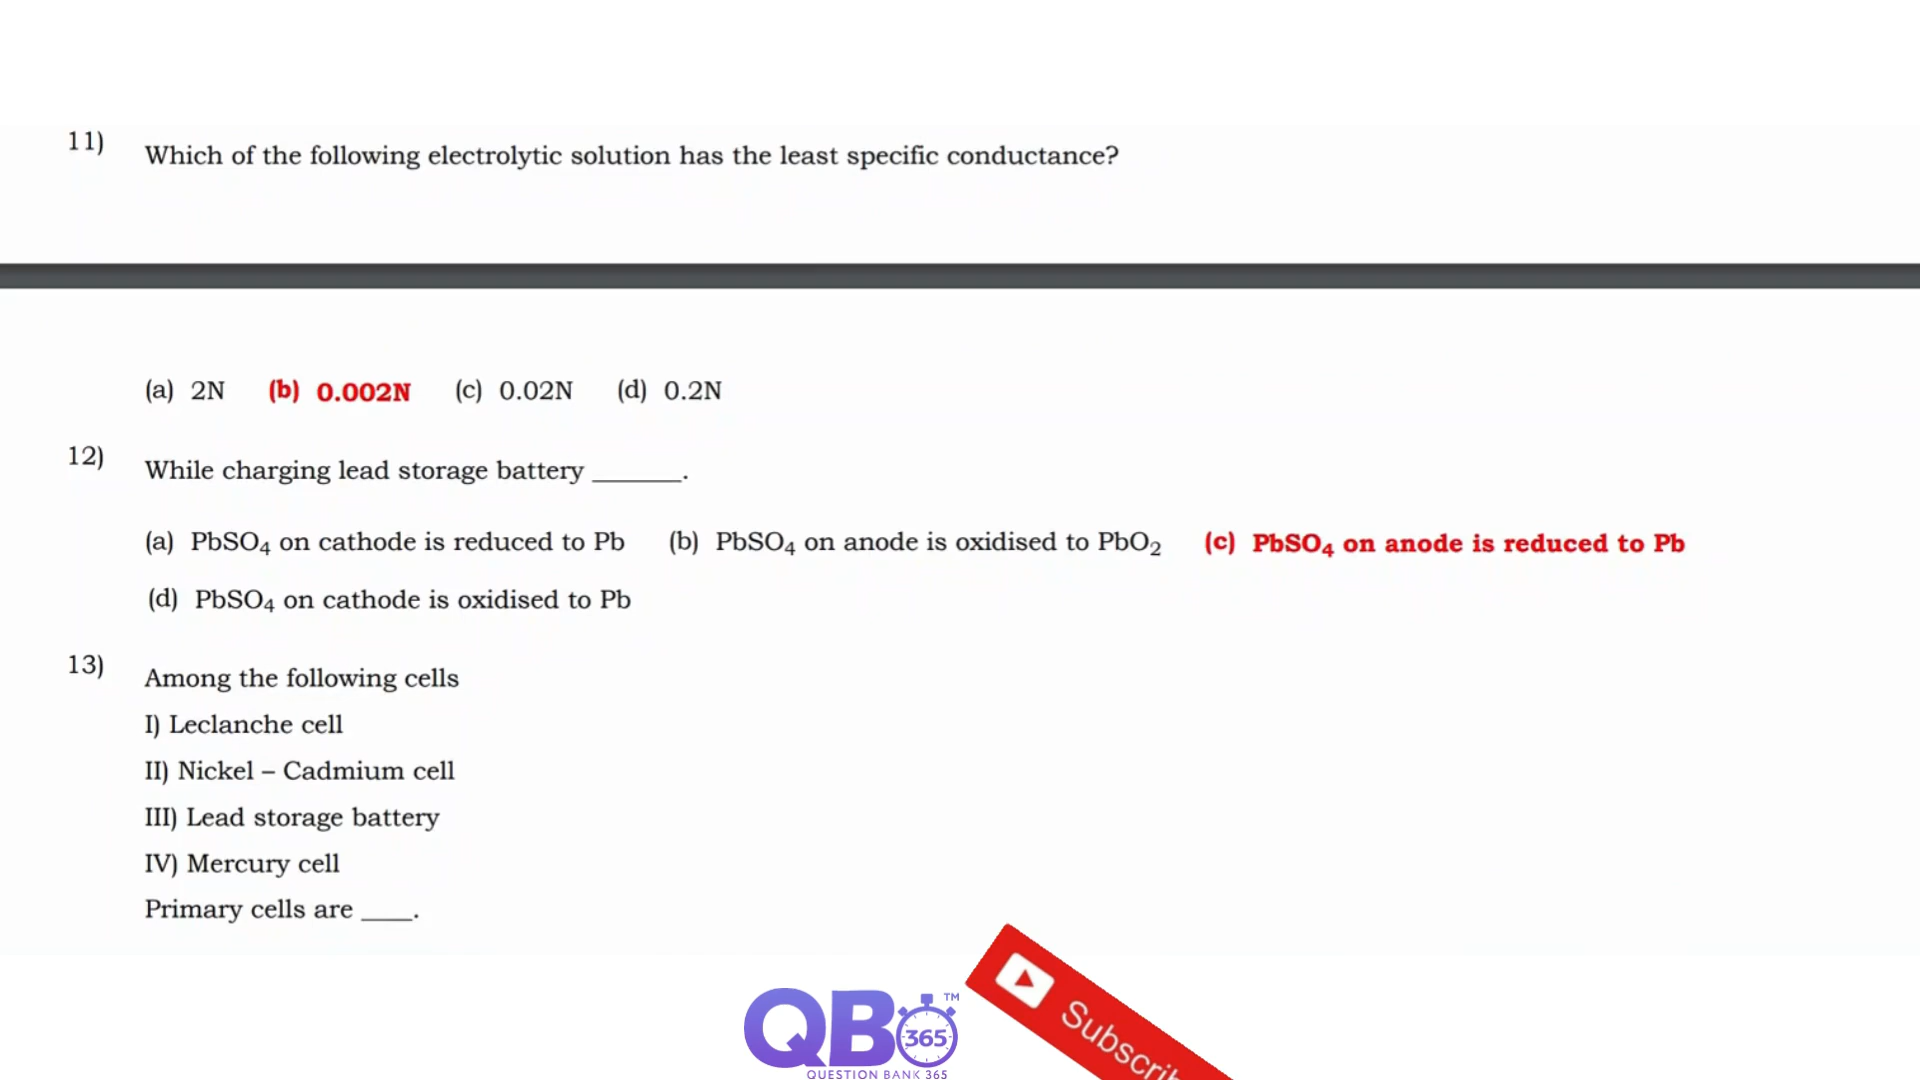 11)
Which of the following electrolytic solution has the least specific conductance?
(a) 2N (b) 0.002N (c) 0.02N (d) 0.2N
12)
While charging lead storage battery ______.
(a) PbSO₄ on cathode is reduced to Pb (b) PbSO₄ on anode is oxidised to PbO₂ (c) PbSO₄ on anode is reduced to Pb
(d) PbSO₄ on cathode is oxidised to Pb
13)
Among the following cells
I) Leclanche cell
II) Nickel – Cadmium cell
III) Lead storage battery
IV) Mercury cell
Primary cells are ____.
QB 365 ™
QUESTION BANK 365